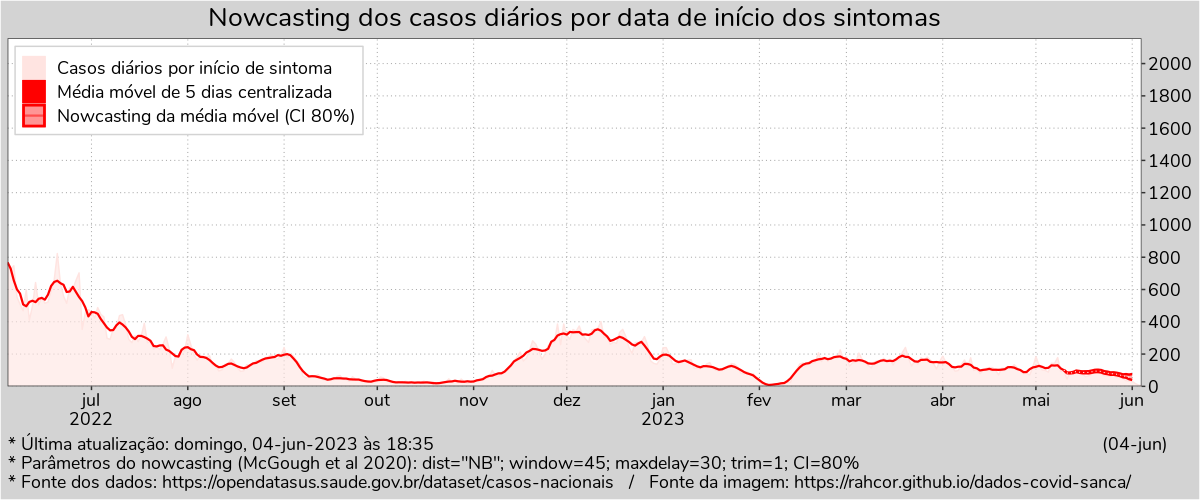 Nowcasting dos casos diários por data de início dos sintomas
Casos diários por início de sintoma
Média móvel de 5 dias centralizada
Nowcasting da média móvel (CI 80%)
2000
1800
1600
1400
1200
1000
800
600
400
200
0
jul ago set out nov dez jan fev mar abr mai jun
2022 2023
* Última atualização: domingo, 04-jun-2023 às 18:35 (04-jun)
* Parâmetros do nowcasting (McGough et al 2020): dist="NB"; window=45; maxdelay=30; trim=1; CI=80%
* Fonte dos dados: https://opendatasus.saude.gov.br/dataset/casos-nacionais / Fonte da imagem: https://rahcor.github.io/dados-covid-sanca/